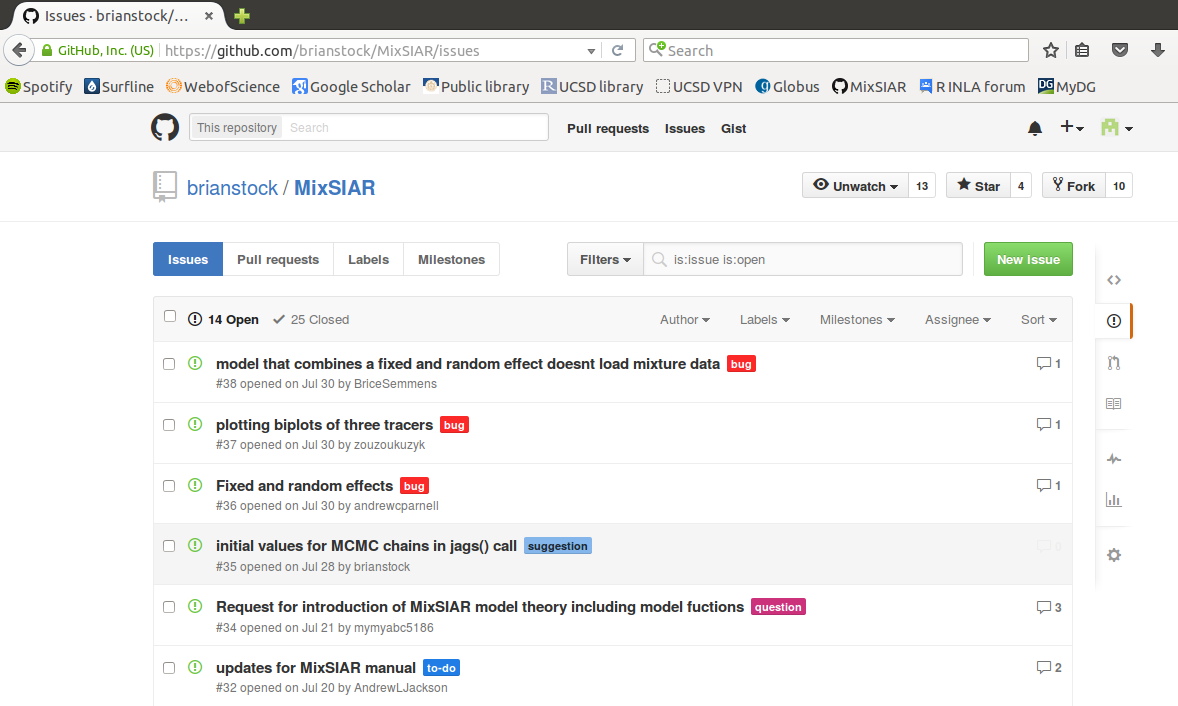 Issues · brianstock/...
GitHub, Inc. (US) https://github.com/brianstock/MixSIAR/issues Search
Spotify Surfline WebofScience Google Scholar Public library UCSD library UCSD VPN Globus MixSIAR R INLA forum MyDG
This repository Search Pull requests Issues Gist
brianstock / MixSIAR Unwatch 13 Star 4 Fork 10
Issues Pull requests Labels Milestones Filters is:issue is:open New Issue
14 Open 25 Closed Author Labels Milestones Assignee Sort
model that combines a fixed and random effect doesnt load mixture data bug 1
#38 opened on Jul 30 by BriceSemmens
plotting biplots of three tracers bug 1
#37 opened on Jul 30 by zouzoukuzyk
Fixed and random effects bug 1
#36 opened on Jul 30 by andrewcparnell
initial values for MCMC chains in jags() call suggestion 0
#35 opened on Jul 28 by brianstock
Request for introduction of MixSIAR model theory including model fuctions question 3
#34 opened on Jul 21 by mymyabc5186
updates for MixSIAR manual to-do 2
#32 opened on Jul 20 by AndrewLJackson